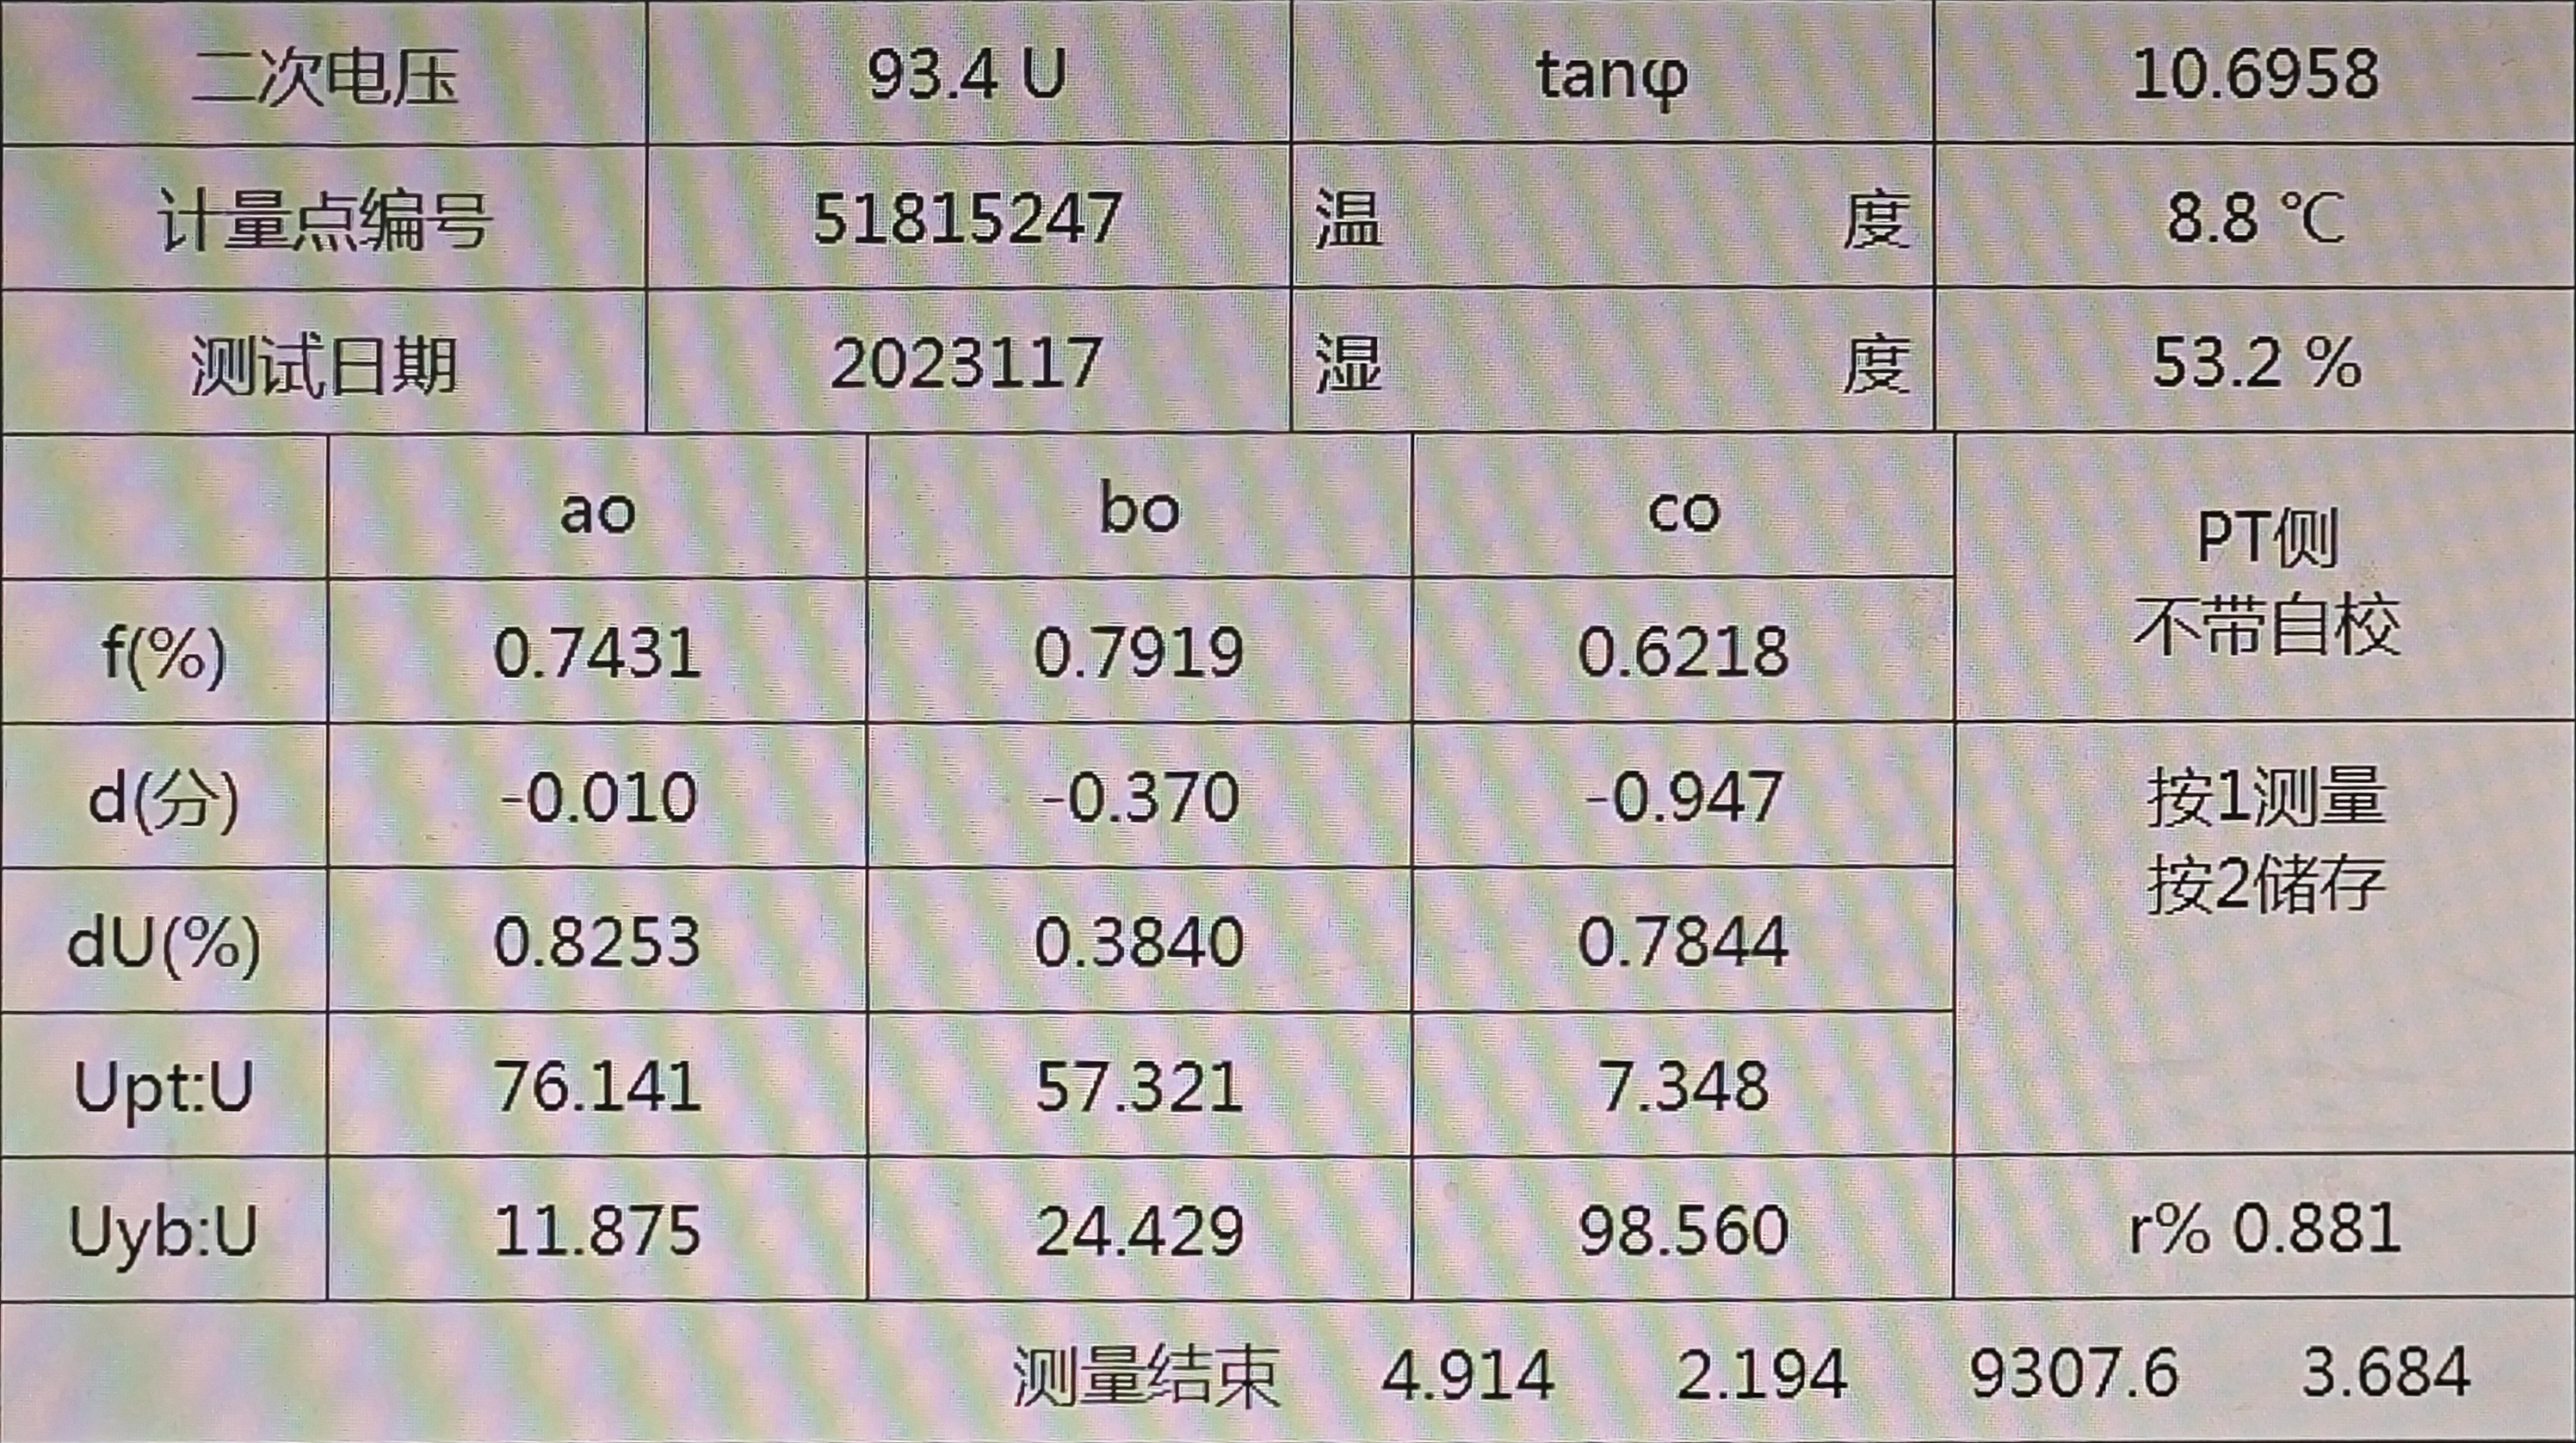 二次电压 93.4 U tanφ 10.6958
计量点编号 51815247 温 度 8.8 ℃
测试日期 2023117 湿 度 53.2 %
ao bo co
PT侧
不带自校
f(%) 0.7431 0.7919 0.6218
d(分) -0.010 -0.370 -0.947
按1测量
按2储存
dU(%) 0.8253 0.3840 0.7844
Upt:U 76.141 57.321 7.348
Uyb:U 11.875 24.429 98.560 r% 0.881
测量结束 4.914 2.194 9307.6 3.684